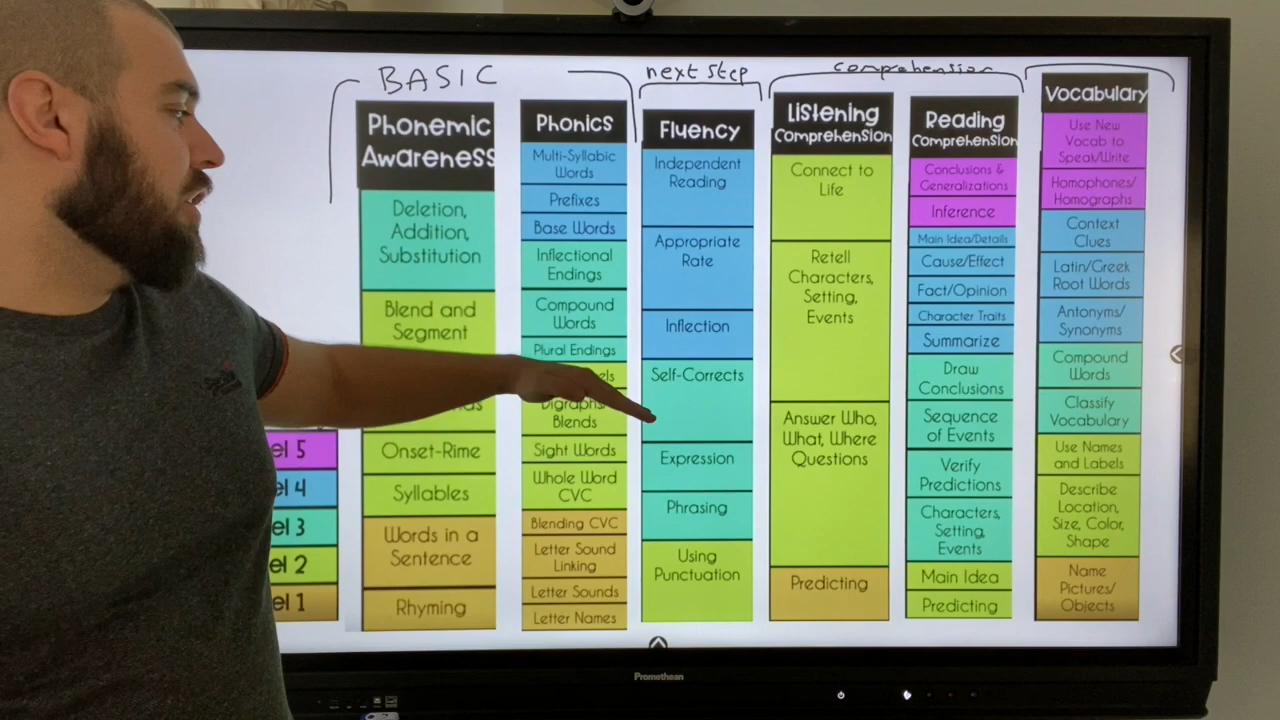 BASIC
next step
comprehension
Phonemic
Awareness
Deletion,
Addition,
Substitution
Blend and
Segment
Onset-Rime
Syllables
Words in a
Sentence
Rhyming
Phonics
Multi-Syllabic
Words
Prefixes
Base Words
Inflectional
Endings
Compound
Words
Plural Endings
Digraphs
Blends
Sight Words
Whole Word
CVC
Blending CVC
Letter Sound
Linking
Letter Sounds
Letter Names
Fluency
Independent
Reading
Appropriate
Rate
Inflection
Self-Corrects
Expression
Phrasing
Using
Punctuation
Listening
Comprehension
Connect to
Life
Retell
Characters,
Setting,
Events
Answer Who,
What, Where
Questions
Predicting
Reading
Comprehension
Conclusions &
Generalizations
Inference
Main Idea/Details
Cause/Effect
Fact/Opinion
Character Traits
Summarize
Draw
Conclusions
Sequence
of Events
Verify
Predictions
Characters,
Setting,
Events
Main Idea
Predicting
Vocabulary
Use New
Vocab to
Speak/Write
Homophones/
Homographs
Context
Clues
Latin/Greek
Root Words
Antonyms/
Synonyms
Compound
Words
Classify
Vocabulary
Use Names
and Labels
Describe
Location,
Size, Color,
Shape
Name
Pictures/
Objects
el 5
el 4
el 3
el 2
el 1
Promethean